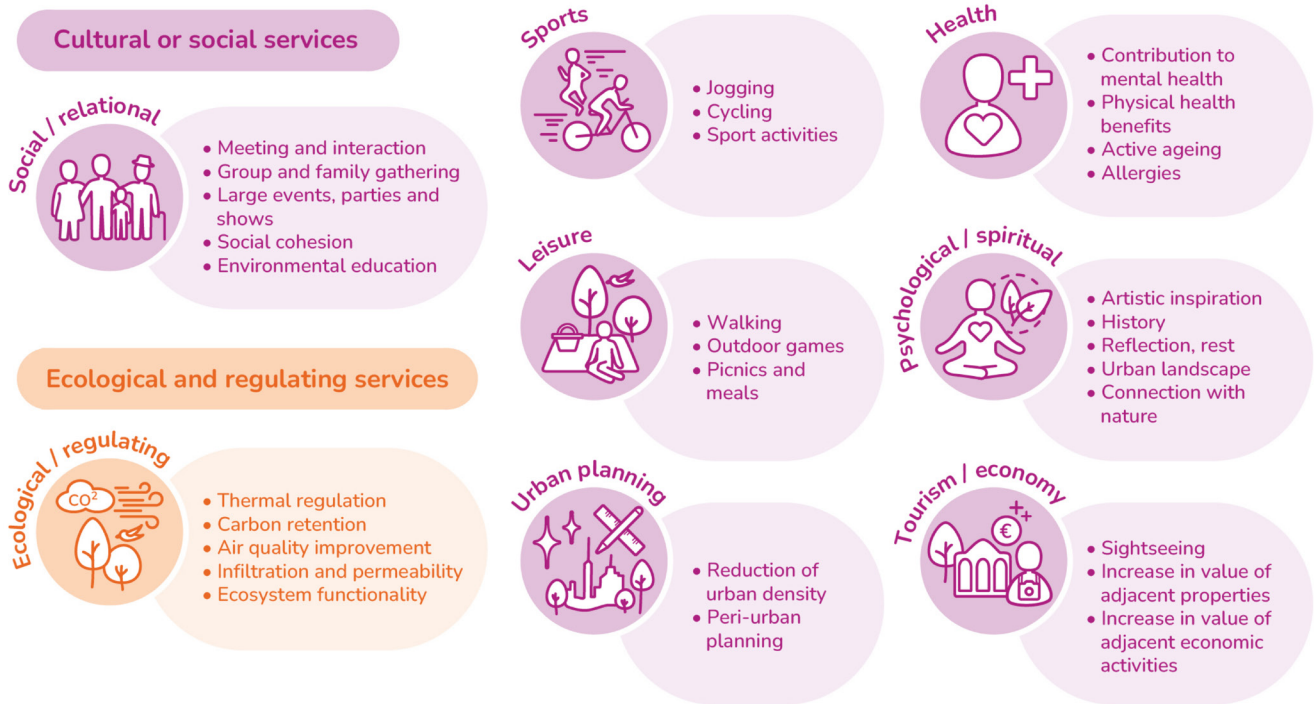 Cultural or social services
Social / relational
• Meeting and interaction
• Group and family gathering
• Large events, parties and
shows
• Social cohesion
• Environmental education
Ecological and regulating services
Ecological / regulating
CO²
• Thermal regulation
• Carbon retention
• Air quality improvement
• Infiltration and permeability
• Ecosystem functionality
Sports
• Jogging
• Cycling
• Sport activities
Leisure
• Walking
• Outdoor games
• Picnics and
meals
Urban planning
• Reduction of
urban density
• Peri-urban
planning
Health
• Contribution to
mental health
• Physical health
benefits
• Active ageing
• Allergies
Psychological / spiritual
• Artistic inspiration
• History
• Reflection, rest
• Urban landscape
• Connection with
nature
Tourism / economy
€
• Sightseeing
• Increase in value of
adjacent properties
• Increase in value of
adjacent economic
activities